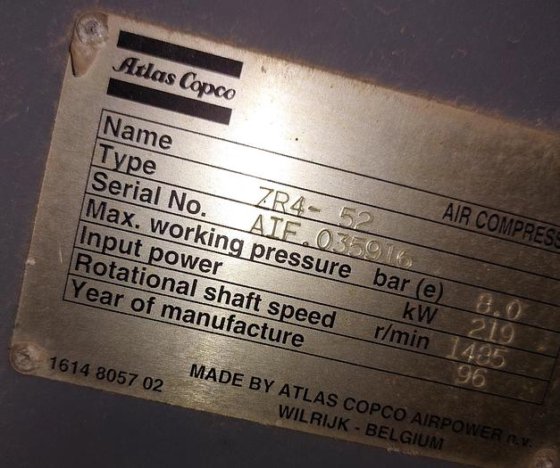 Atlas Copco
Name AIR COMPRESS
Type ZR4- 52
Serial No. AIF.035916
Max. working pressure bar (e) 8.0
Input power kW 219
Rotational shaft speed r/min 1485
Year of manufacture 96
1614 8057 02 MADE BY ATLAS COPCO AIRPOWER n.v.
WILRIJK - BELGIUM